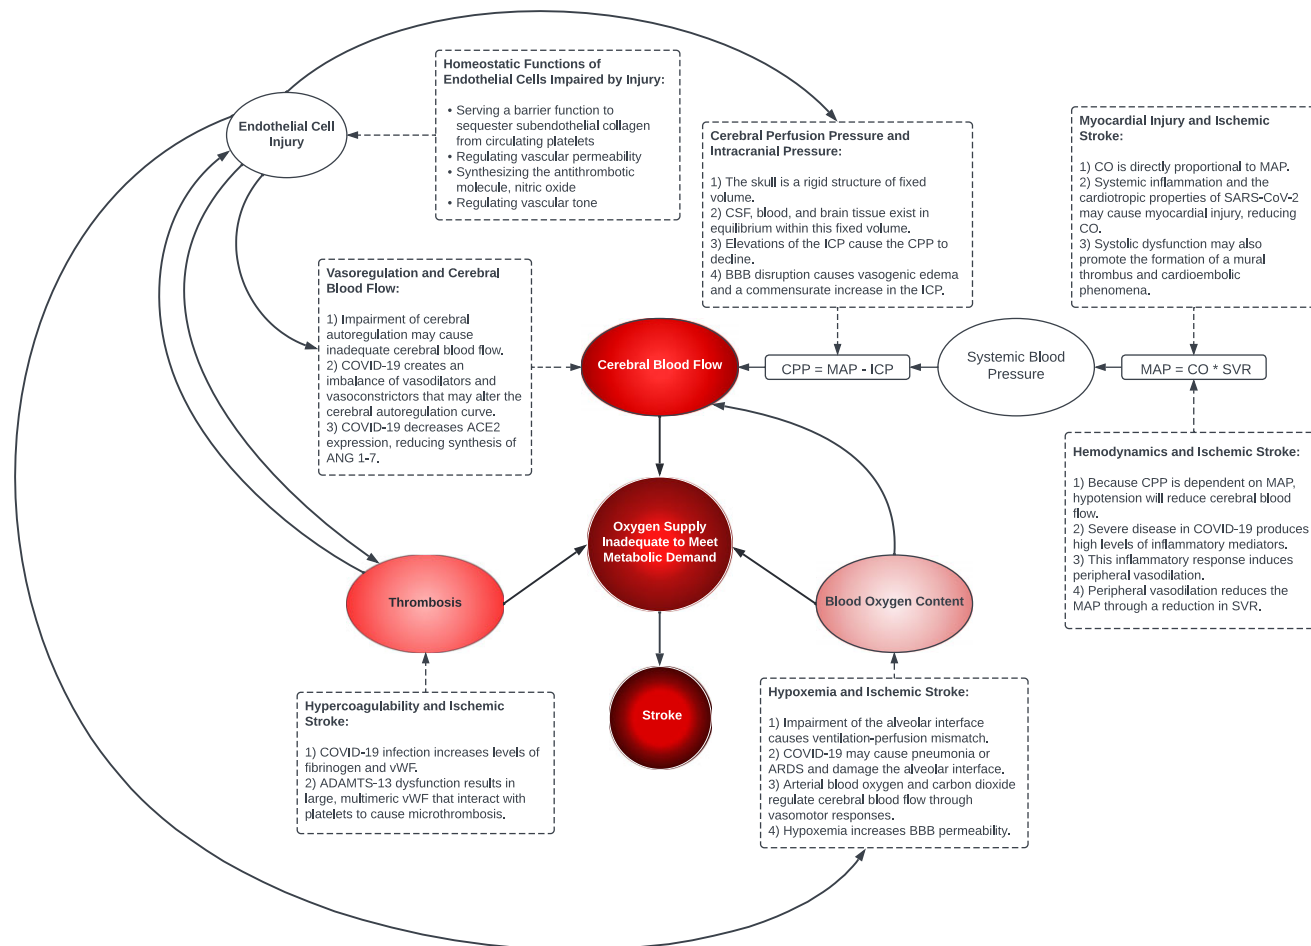 Homeostatic Functions of
Endothelial Cells Impaired by Injury:
• Serving a barrier function to
sequester subendothelial collagen
from circulating platelets
• Regulating vascular permeability
• Synthesizing the antithrombotic
molecule, nitric oxide
• Regulating vascular tone
Endothelial Cell
Injury
Cerebral Perfusion Pressure and
Intracranial Pressure:
1) The skull is a rigid structure of fixed
volume.
2) CSF, blood, and brain tissue exist in
equilibrium within this fixed volume.
3) Elevations of the ICP cause the CPP to
decline.
4) BBB disruption causes vasogenic edema
and a commensurate increase in the ICP.
Myocardial Injury and Ischemic
Stroke:
1) CO is directly proportional to MAP.
2) Systemic inflammation and the
cardiotropic properties of SARS-CoV-2
may cause myocardial injury, reducing
CO.
3) Systolic dysfunction may also
promote the formation of a mural
thrombus and cardioembolic
phenomena.
Vasoregulation and Cerebral
Blood Flow:
1) Impairment of cerebral
autoregulation may cause
inadequate cerebral blood flow.
2) COVID-19 creates an
imbalance of vasodilators and
vasoconstrictors that may alter the
cerebral autoregulation curve.
3) COVID-19 decreases ACE2
expression, reducing synthesis of
ANG 1-7.
Cerebral Blood Flow
CPP = MAP - ICP
Systemic Blood
Pressure
MAP = CO * SVR
Hemodynamics and Ischemic Stroke:
1) Because CPP is dependent on MAP,
hypotension will reduce cerebral blood
flow.
2) Severe disease in COVID-19 produces
high levels of inflammatory mediators.
3) This inflammatory response induces
peripheral vasodilation.
4) Peripheral vasodilation reduces the
MAP through a reduction in SVR.
Oxygen Supply
Inadequate to Meet
Metabolic Demand
Thrombosis
Blood Oxygen Content
Stroke
Hypercoagulability and Ischemic
Stroke:
1) COVID-19 infection increases levels of
fibrinogen and vWF.
2) ADAMTS-13 dysfunction results in
large, multimeric vWF that interact with
platelets to cause microthrombosis.
Hypoxemia and Ischemic Stroke:
1) Impairment of the alveolar interface
causes ventilation-perfusion mismatch.
2) COVID-19 may cause pneumonia or
ARDS and damage the alveolar interface.
3) Arterial blood oxygen and carbon dioxide
regulate cerebral blood flow through
vasomotor responses.
4) Hypoxemia increases BBB permeability.